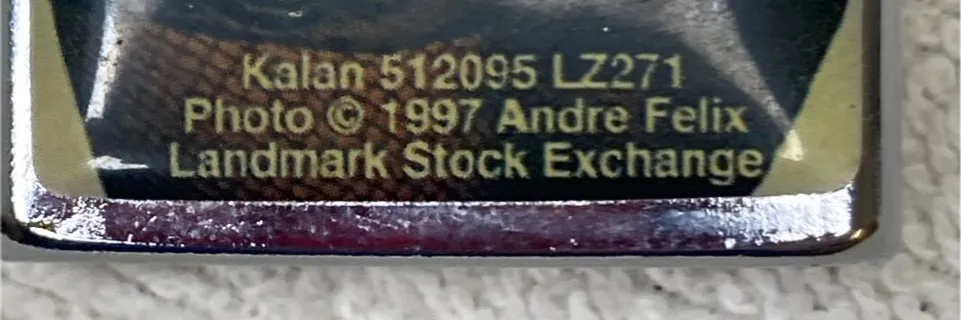 Kalan 512095 LZ271
Photo © 1997 Andre Felix
Landmark Stock Exchange